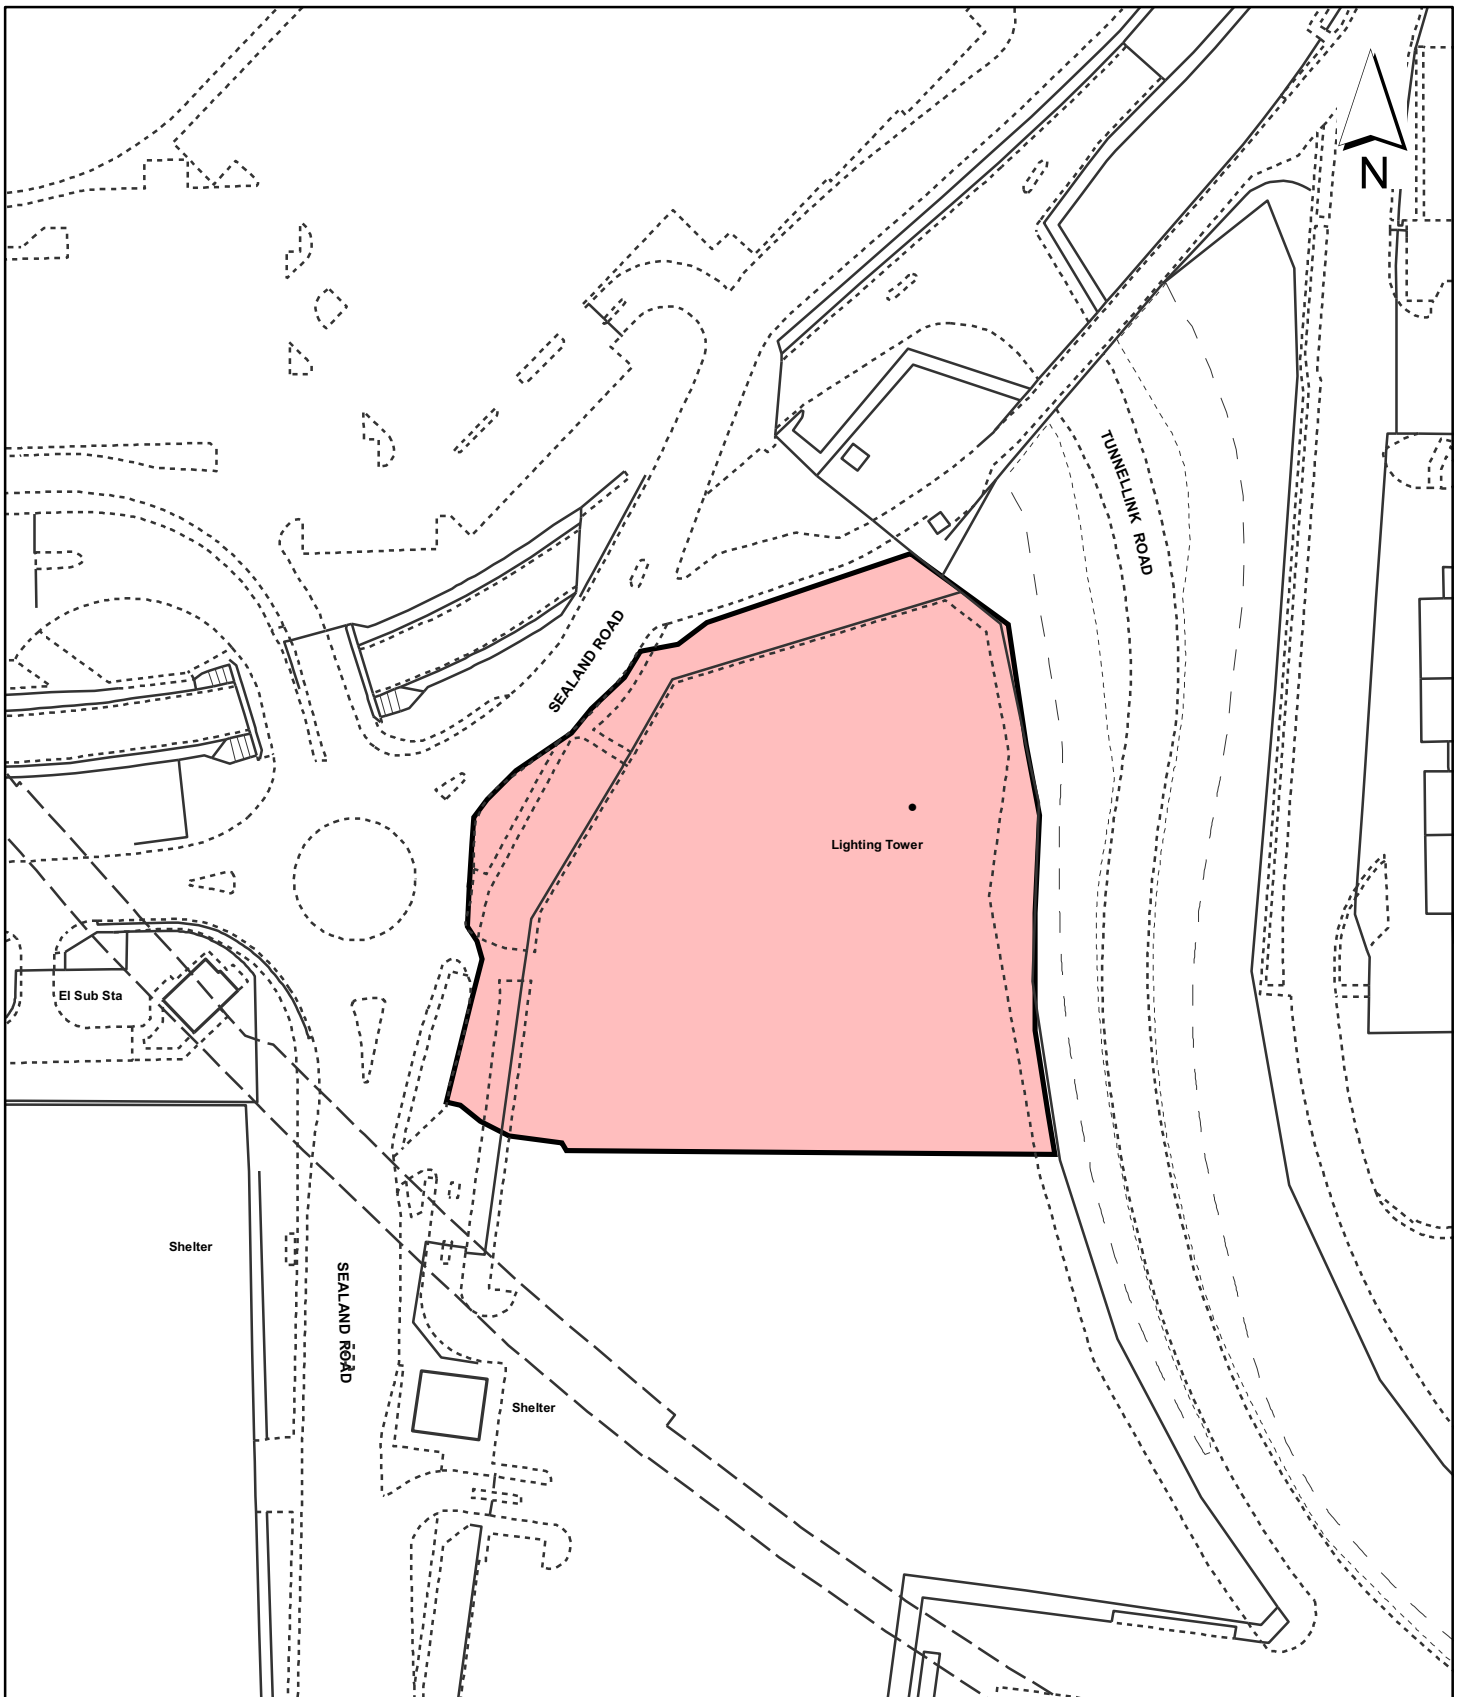 N
TUNNELLINK ROAD
SEALAND ROAD
Lighting Tower
El Sub Sta
Shelter
SEALAND ROAD
Shelter